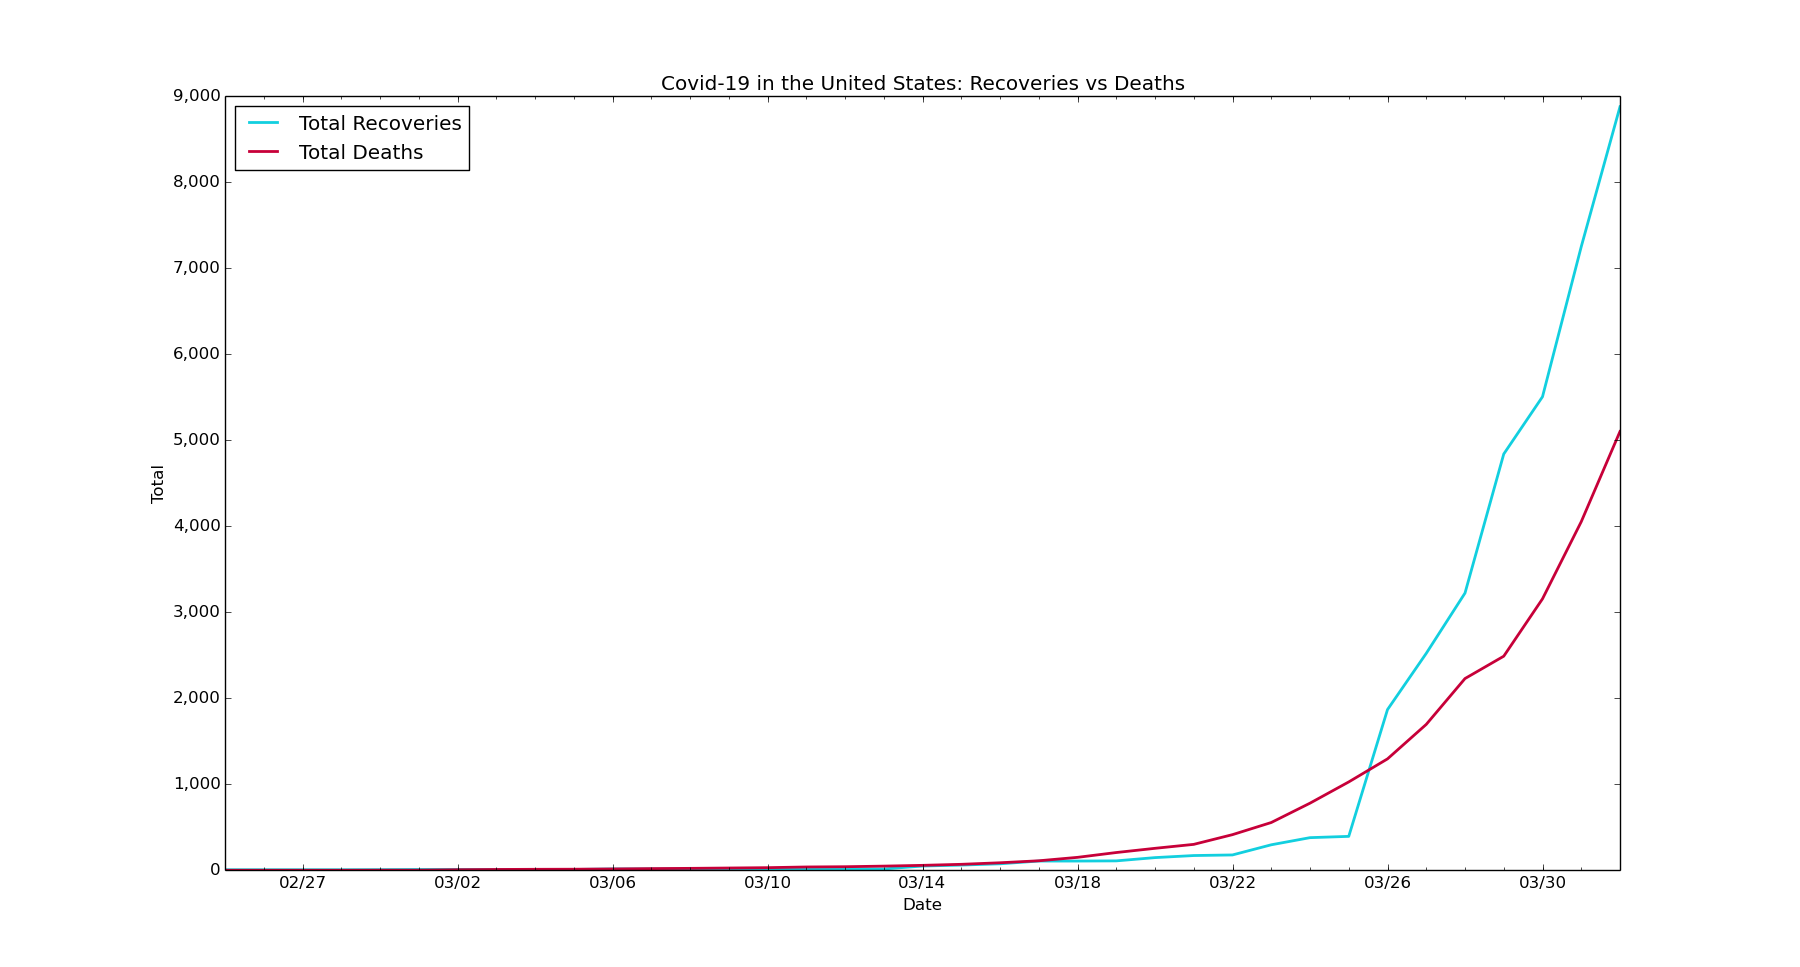 Covid-19 in the United States: Recoveries vs Deaths
9,000
Total Recoveries
Total Deaths
8,000
7,000
6,000
5,000
Total
4,000
3,000
2,000
1,000
0
02/27 03/02 03/06 03/10 03/14 03/18 03/22 03/26 03/30
Date